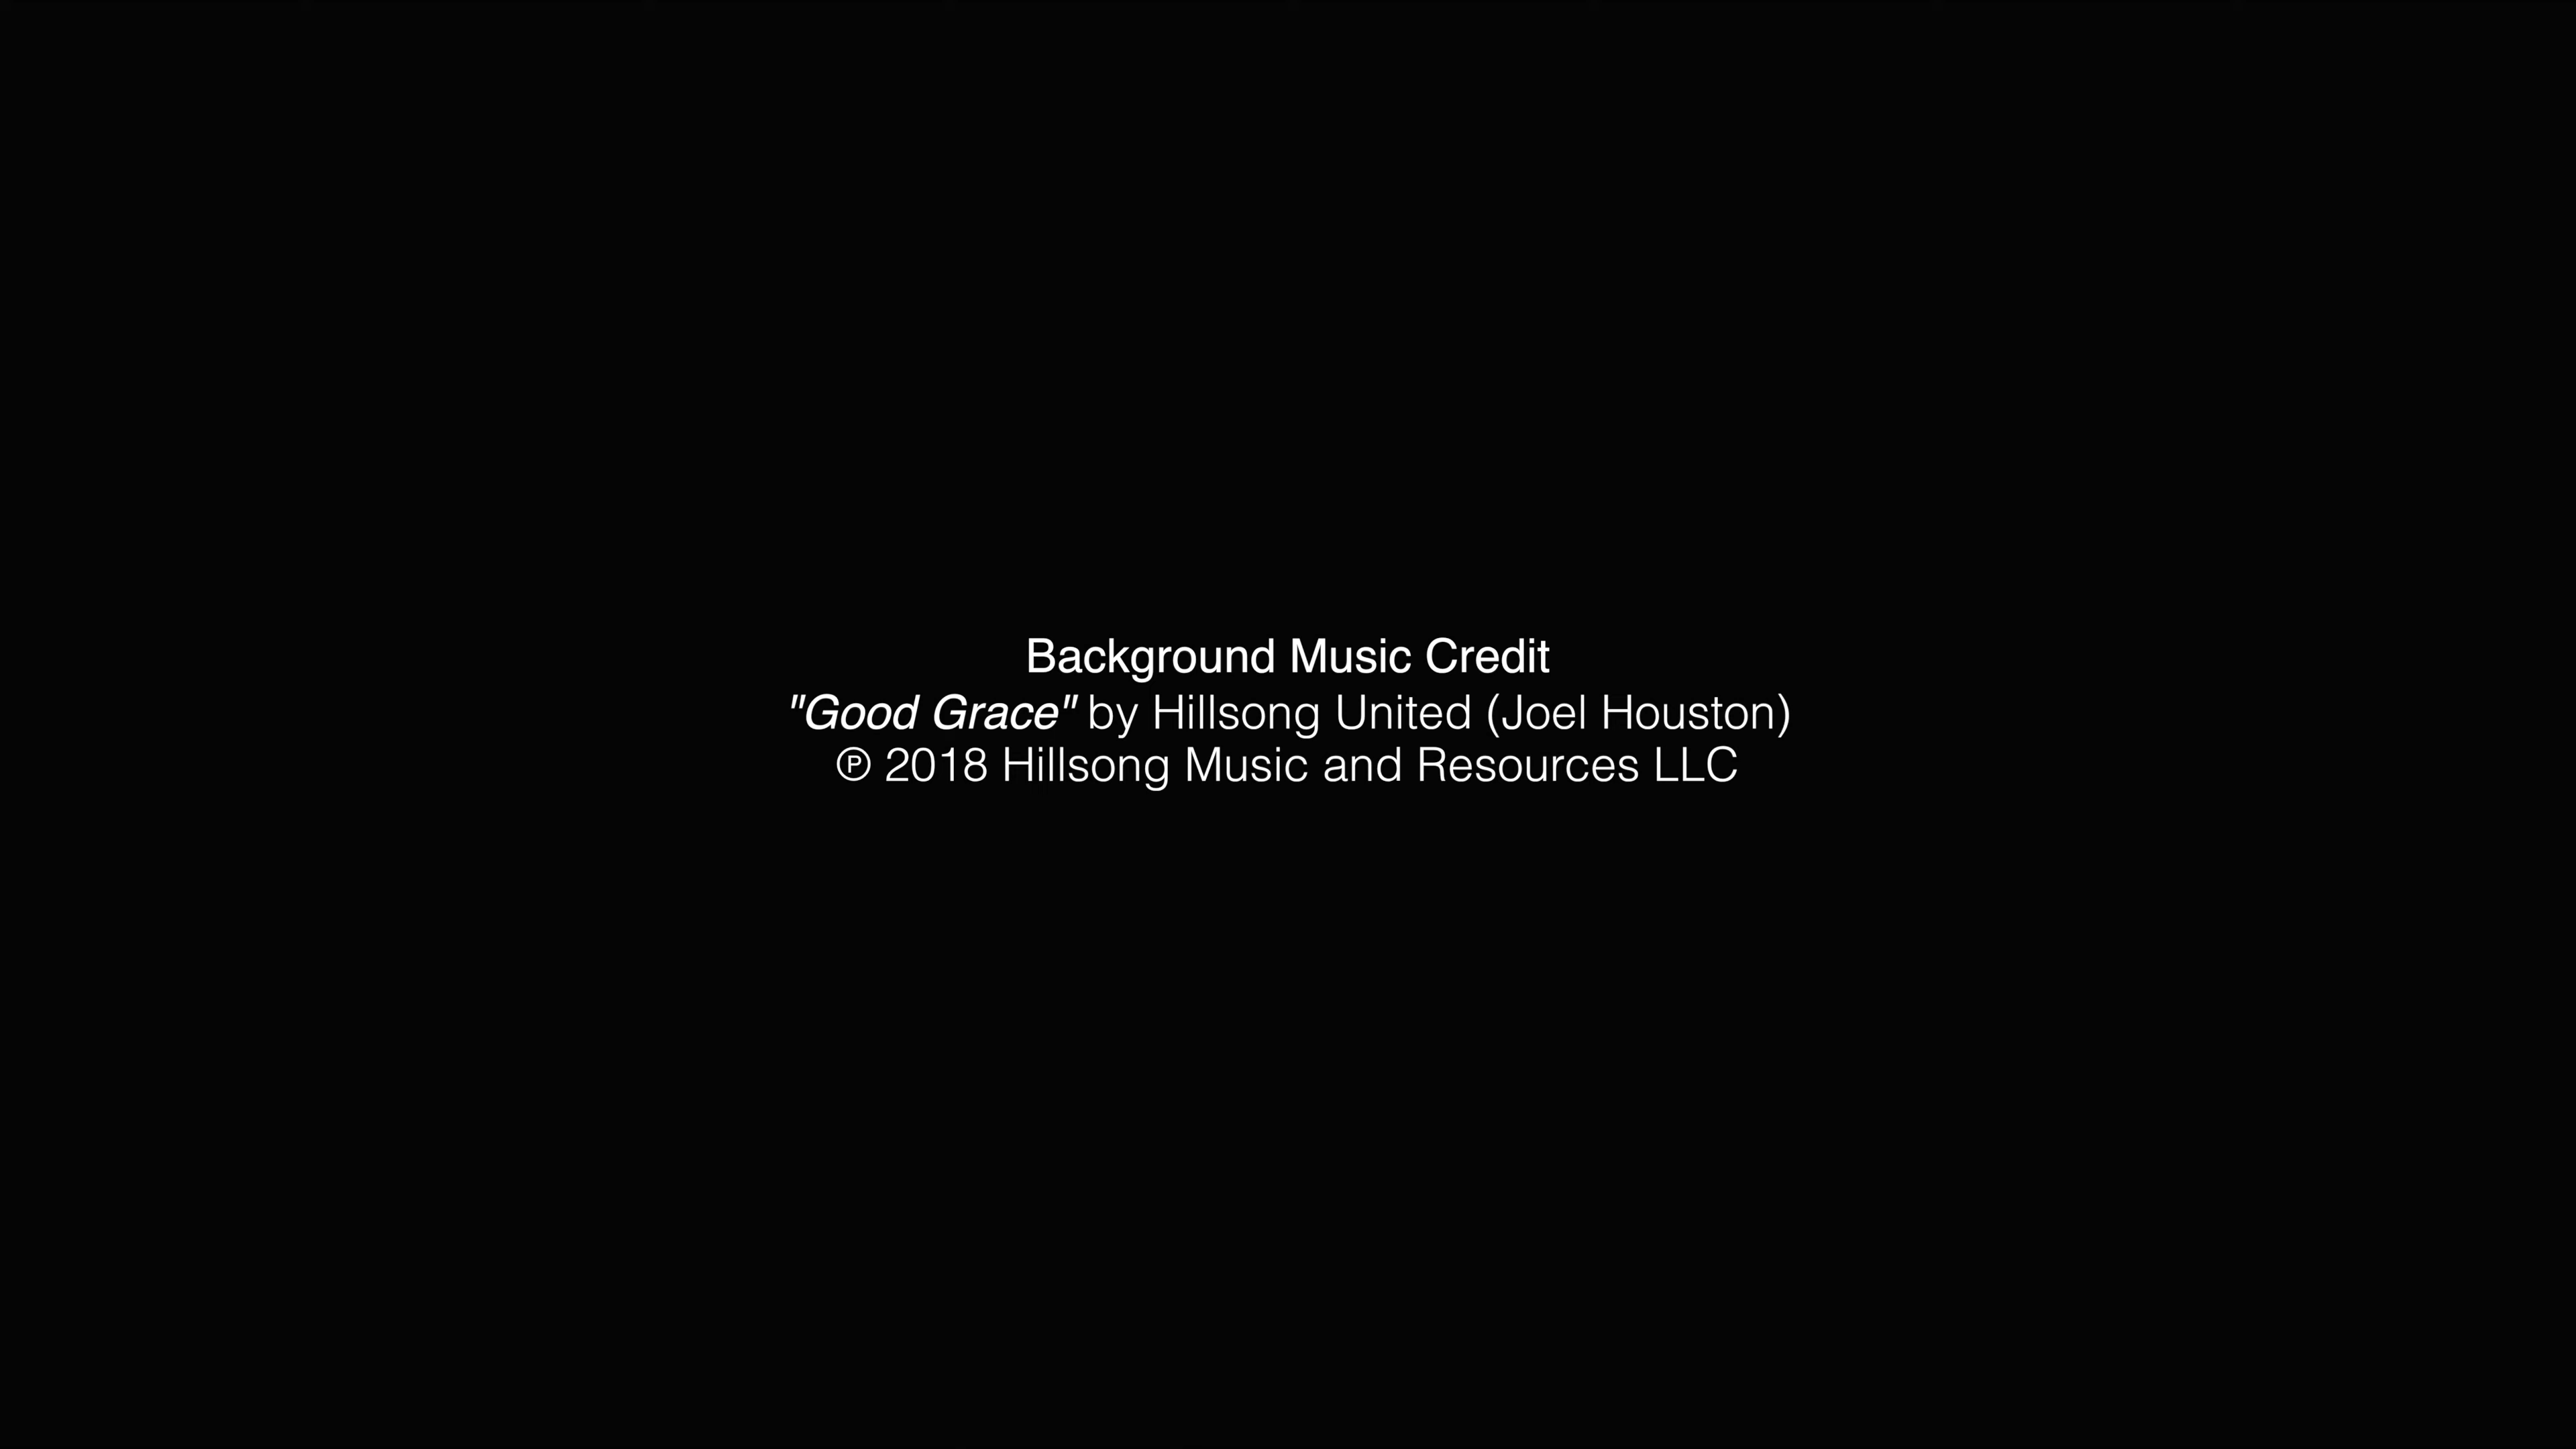 Background Music Credit
"Good Grace" by Hillsong United (Joel Houston)
℗ 2018 Hillsong Music and Resources LLC